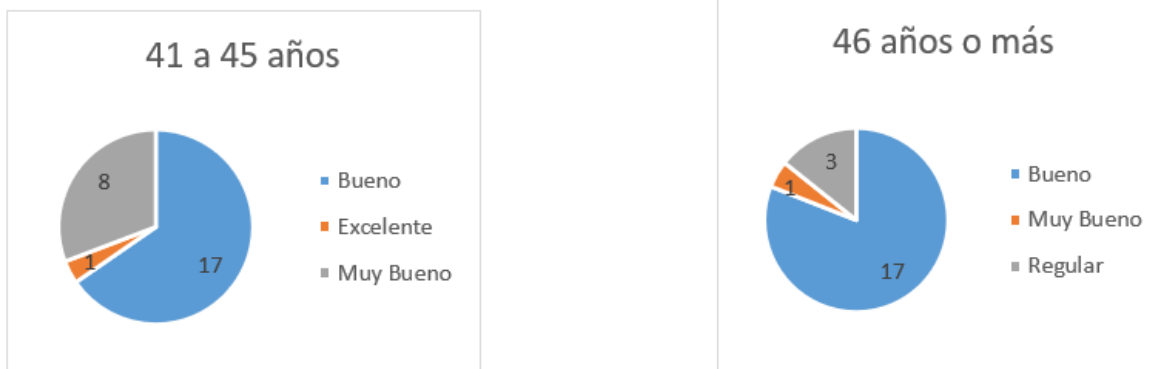 41 a 45 años
8
1
17
Bueno
Excelente
Muy Bueno
46 años o más
3
1
17
Bueno
Muy Bueno
Regular